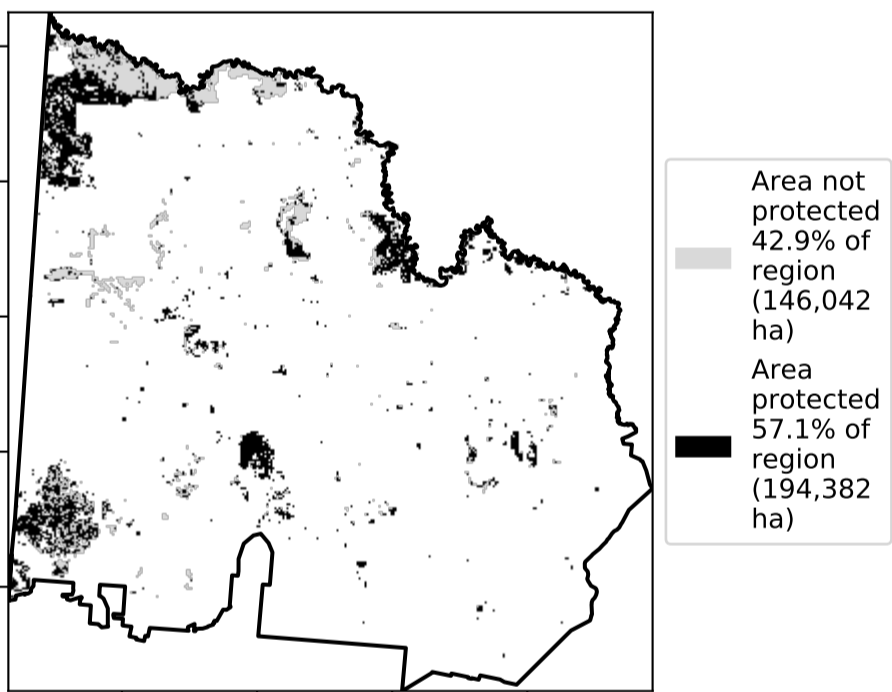 Area not
protected
42.9% of
region
(146,042
ha)
Area
protected
57.1% of
region
(194,382
ha)